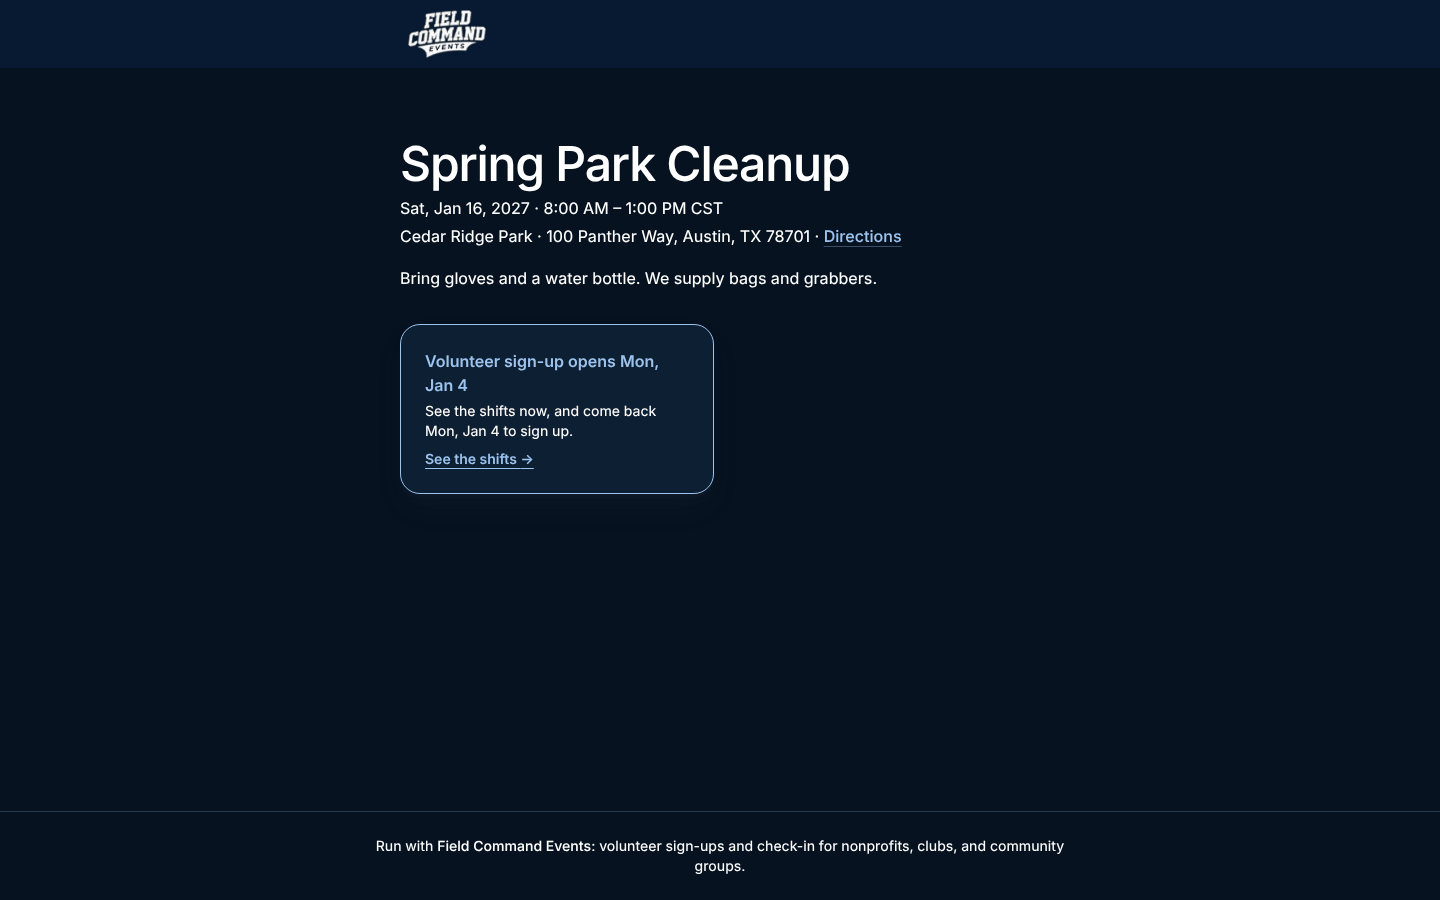 FIELD
COMMAND
EVENTS
Spring Park Cleanup
Sat, Jan 16, 2027 · 8:00 AM – 1:00 PM CST
Cedar Ridge Park · 100 Panther Way, Austin, TX 78701 · Directions
Bring gloves and a water bottle. We supply bags and grabbers.
Volunteer sign-up opens Mon,
Jan 4
See the shifts now, and come back
Mon, Jan 4 to sign up.
See the shifts →
Run with Field Command Events: volunteer sign-ups and check-in for nonprofits, clubs, and community
groups.